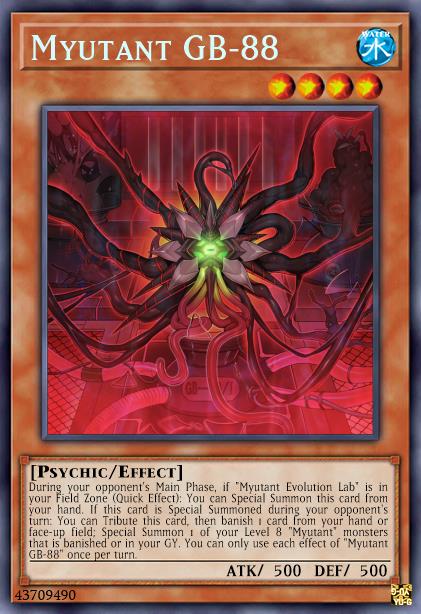 Myutant GB-88
WATER
水
GB-
[Psychic/Effect]
During your opponent's Main Phase, if "Myutant Evolution Lab" is in
your Field Zone (Quick Effect): You can Special Summon this card from
your hand. If this card is Special Summoned during your opponent's
turn: You can Tribute this card, then banish 1 card from your hand or
face-up field; Special Summon 1 of your Level 8 "Myutant" monsters
that is banished or in your GY. You can only use each effect of "Myutant
GB-88" once per turn.
ATK/ 500 DEF/ 500
43709490